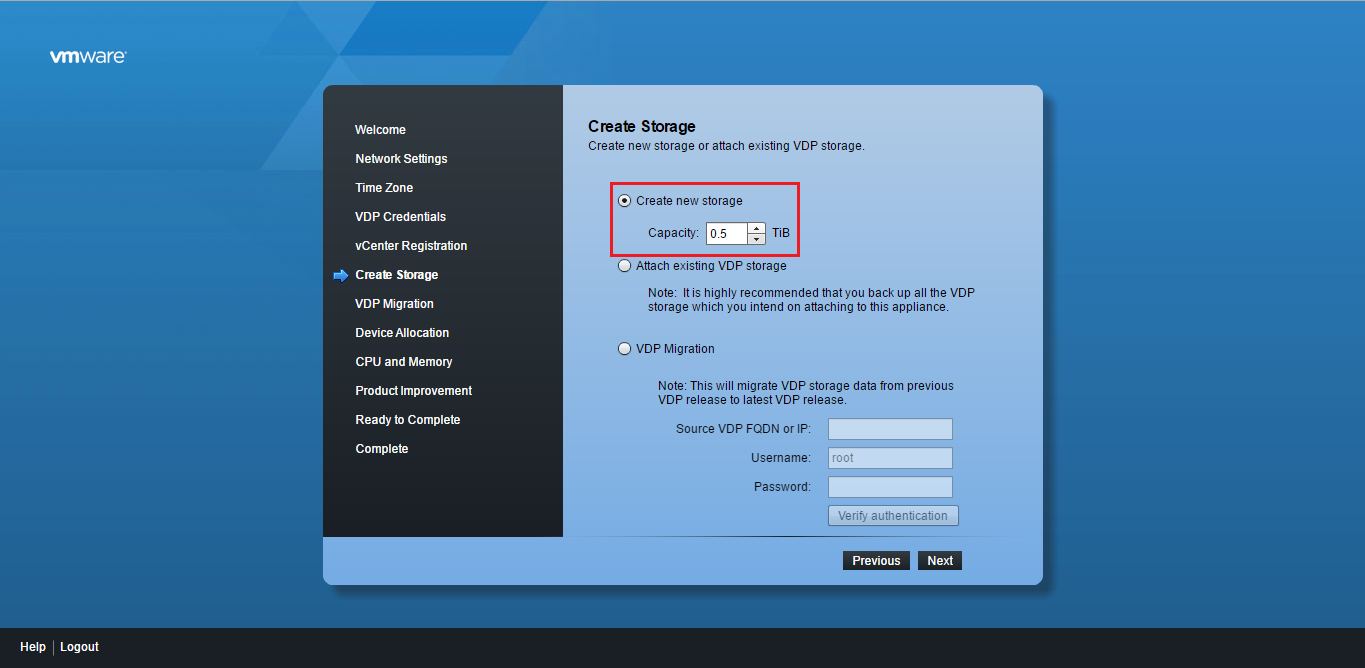 vmware
Welcome
Network Settings
Time Zone
VDP Credentials
vCenter Registration
Create Storage
VDP Migration
Device Allocation
CPU and Memory
Product Improvement
Ready to Complete
Complete
Create Storage
Create new storage or attach existing VDP storage.
Create new storage
Capacity: 0.5 TiB
Attach existing VDP storage
Note: It is highly recommended that you back up all the VDP
storage which you intend on attaching to this appliance.
VDP Migration
Note: This will migrate VDP storage data from previous
VDP release to latest VDP release.
Source VDP FQDN or IP:
Username: root
Password:
Verify authentication
Previous Next
Help Logout